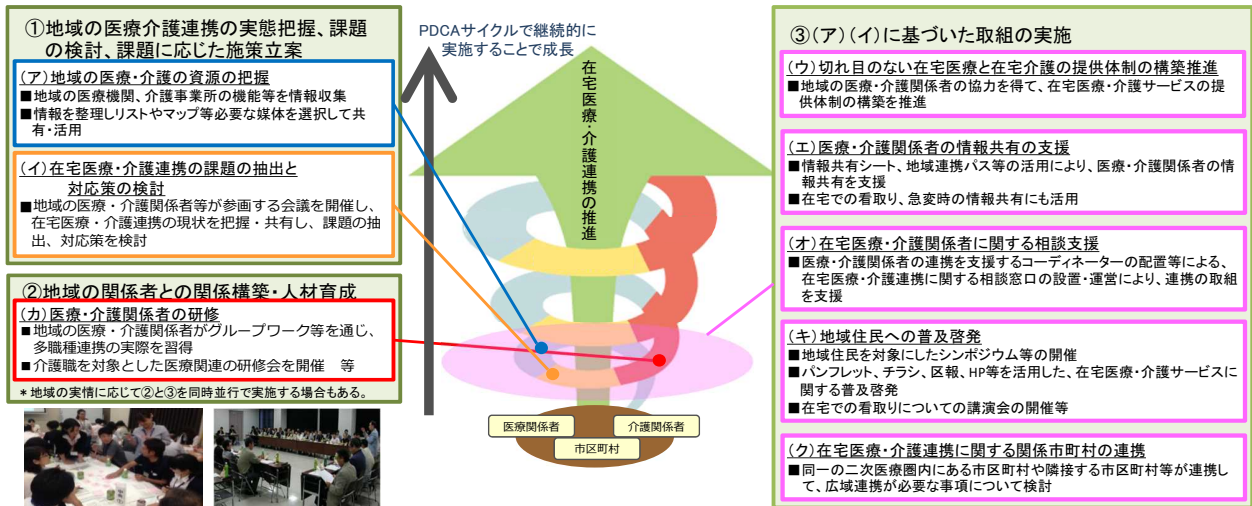 ①地域の医療介護連携の実態把握、課題
の検討、課題に応じた施策立案
(ア)地域の医療・介護の資源の把握
■地域の医療機関、介護事業所の機能等を情報収集
■情報を整理しリストやマップ等必要な媒体を選択して共
有・活用
(イ)在宅医療・介護連携の課題の抽出と
対応策の検討
■地域の医療・介護関係者等が参画する会議を開催し、
在宅医療・介護連携の現状を把握・共有し、課題の抽
出、対応策を検討
②地域の関係者との関係構築・人材育成
(カ)医療・介護関係者の研修
■地域の医療・介護関係者がグループワーク等を通じ、
多職種連携の実際を習得
■介護職を対象とした医療関連の研修会を開催　等
*地域の実情に応じて②と③を同時並行で実施する場合もある。
PDCAサイクルで継続的に
実施することで成長
在宅医療・介護連携の推進
医療関係者
介護関係者
市区町村
③(ア)(イ)に基づいた取組の実施
(ウ)切れ目のない在宅医療と在宅介護の提供体制の構築推進
■地域の医療・介護関係者の協力を得て、在宅医療・介護サービスの提
供体制の構築を推進
(エ)医療・介護関係者の情報共有の支援
■情報共有シート、地域連携パス等の活用により、医療・介護関係者の情
報共有を支援
■在宅での看取り、急変時の情報共有にも活用
(オ)在宅医療・介護関係者に関する相談支援
■医療・介護関係者の連携を支援するコーディネーターの配置等による、
在宅医療・介護連携に関する相談窓口の設置・運営により、連携の取組
を支援
(キ)地域住民への普及啓発
■地域住民を対象にしたシンポジウム等の開催
■パンフレット、チラシ、区報、HP等を活用した、在宅医療・介護サービスに
関する普及啓発
■在宅での看取りについての講演会の開催等
(ク)在宅医療・介護連携に関する関係市町村の連携
■同一の二次医療圏内にある市区町村や隣接する市区町村等が連携し
て、広域連携が必要な事項について検討